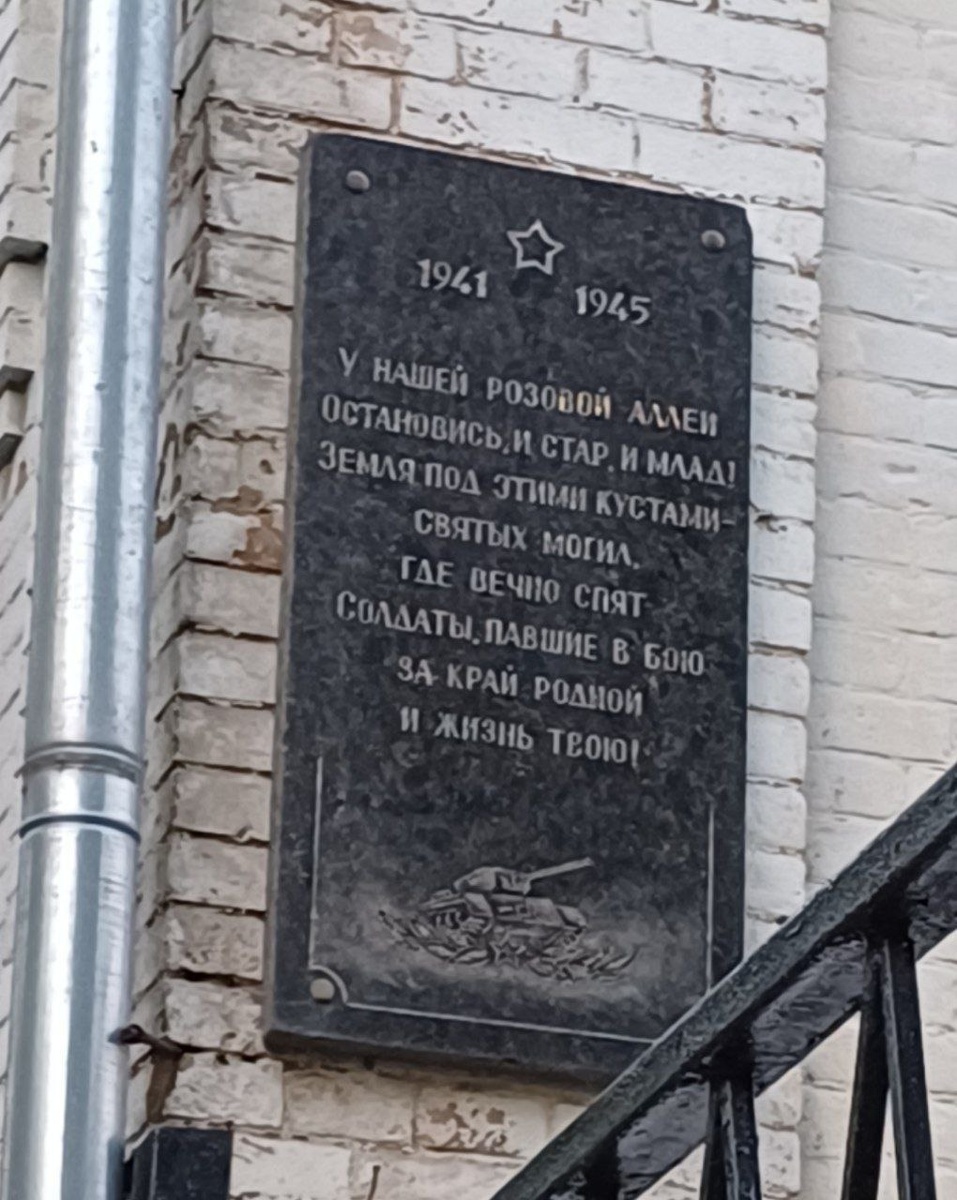 1941
1945
У НАШЕЙ РОЗОВОЙ АЛЛЕИ
ОСТАНОВИСЬ, И СТАР, И МЛАД!
ЗЕМЛЯ ПОД ЭТИМИ КУСТАМИ-
СВЯТЫХ МОГИЛ,
ГДЕ ВЕЧНО СПЯТ
СОЛДАТЫ, ПАВШИЕ В БОЮ
ЗА КРАЙ РОДНОЙ
И ЖИЗНЬ ТВОЮ!